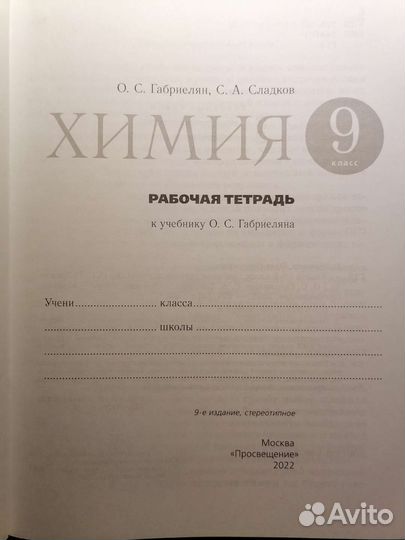 О. С. Габриелян, С. А. Сладков
ХИМИЯ 9
класс
РАБОЧАЯ ТЕТРАДЬ
к учебнику О. С. Габриеляна
Учени........................ класса........................................
........................ школы ........................................
9-е издание, стереотипное
Москва
«Просвещение»
2022
Avito